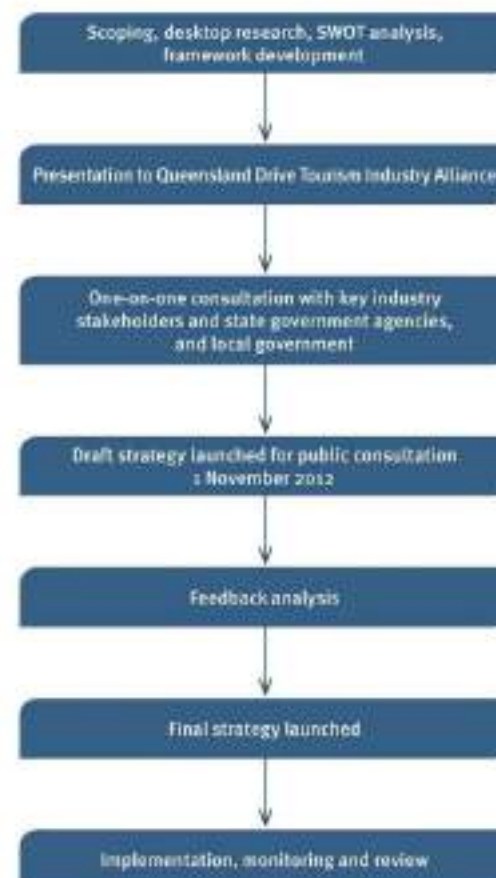 Scoping, desktop research, SWOT analysis,
framework development
Presentation to Queensland Drive Tourism Industry Alliance
One-on-one consultation with key industry
stakeholders and state government agencies,
and local government
Draft strategy launched for public consultation
1 November 2012
Feedback analysis
Final strategy launched
Implementation, monitoring and review